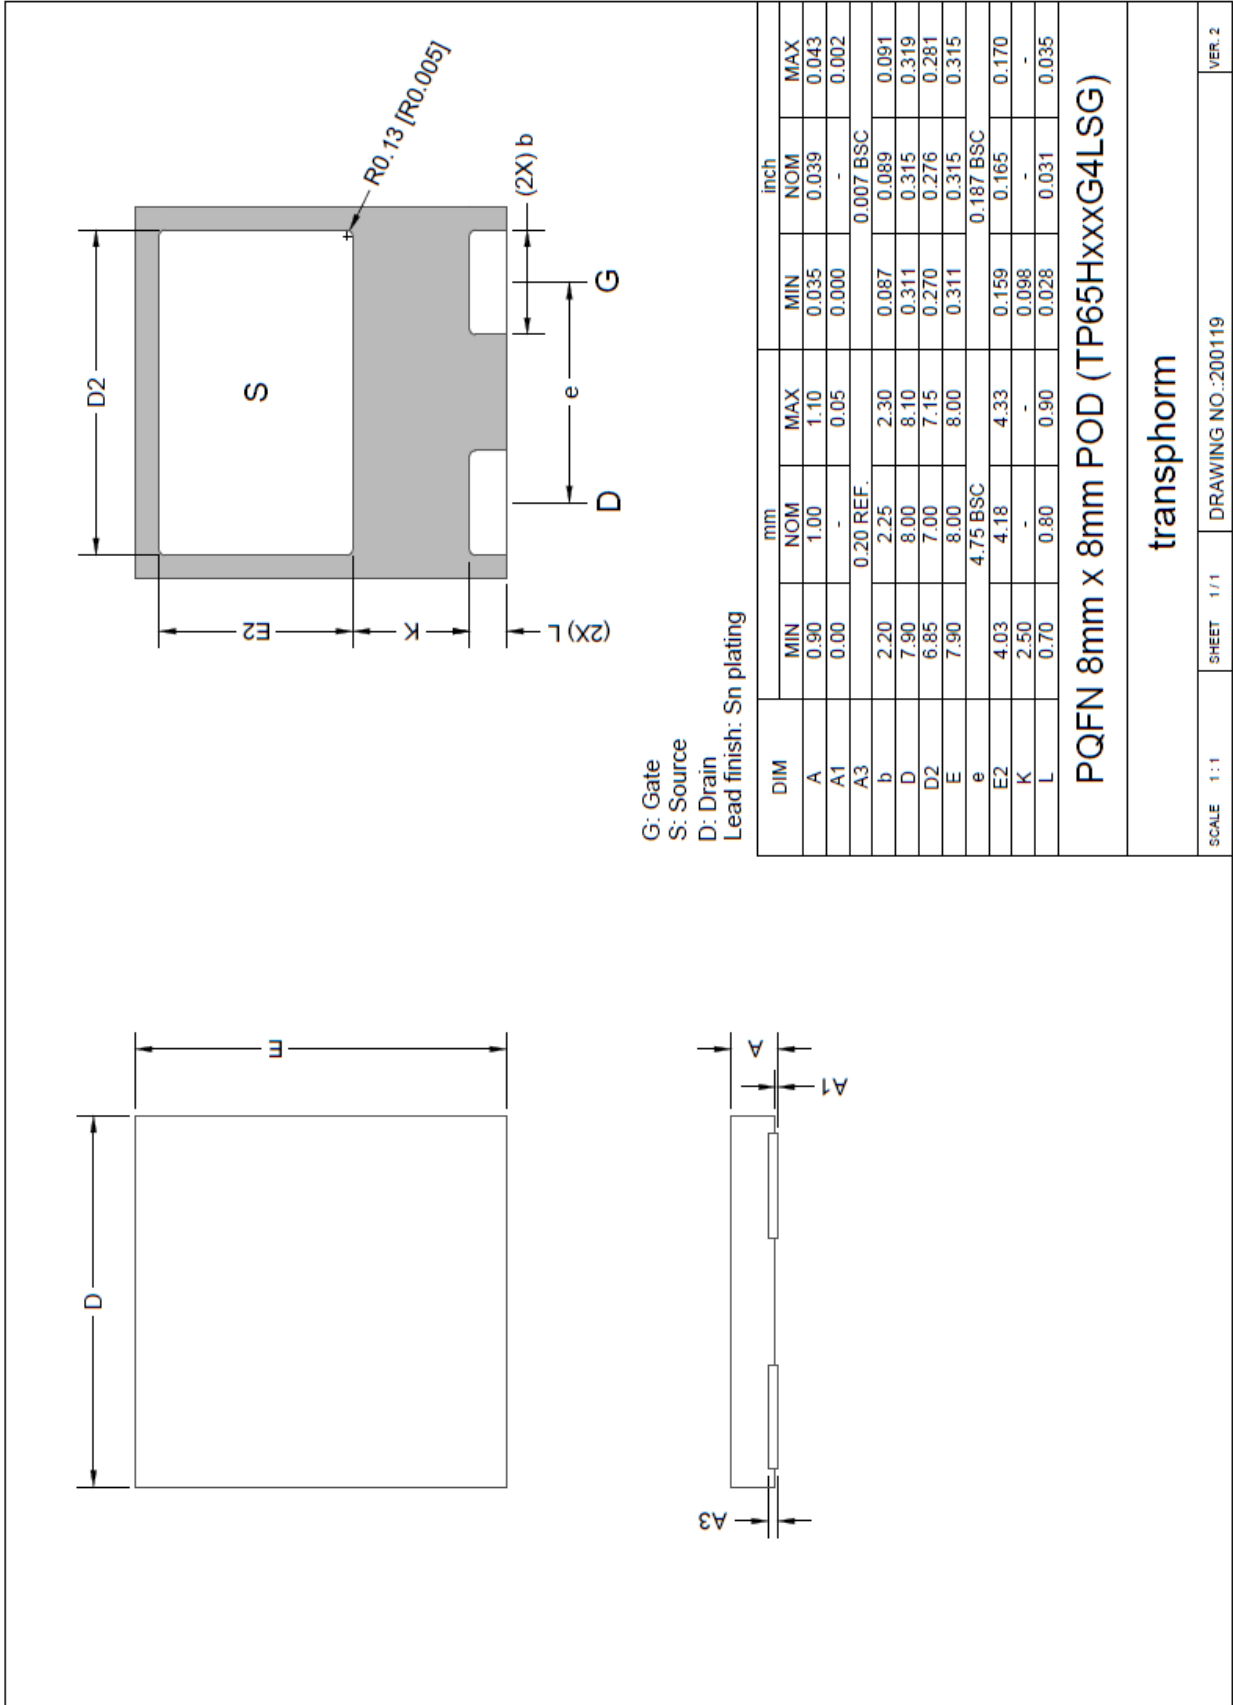 D
E
A
A1
A3
D2
S
R0.13 [R0.005]
E2
K
(2X) L
(2X) b
e
D
G
G: Gate
S: Source
D: Drain
Lead finish: Sn plating
DIM mm inch
MIN NOM MAX MIN NOM MAX
A 0.90 1.00 1.10 0.035 0.039 0.043
A1 0.00 - 0.05 0.000 - 0.002
A3 0.20 REF. 0.007 BSC
b 2.20 2.25 2.30 0.087 0.089 0.091
D 7.90 8.00 8.10 0.311 0.315 0.319
D2 6.85 7.00 7.15 0.270 0.276 0.281
E 7.90 8.00 8.00 0.311 0.315 0.315
e 4.75 BSC 0.187 BSC
E2 4.03 4.18 4.33 0.159 0.165 0.170
K 2.50 - - 0.098 - -
L 0.70 0.80 0.90 0.028 0.031 0.035
PQFN 8mm x 8mm POD (TP65HxxxG4LSG)
transphorm
SCALE 1:1 SHEET 1/1 DRAWING NO.:200119 VER. 2